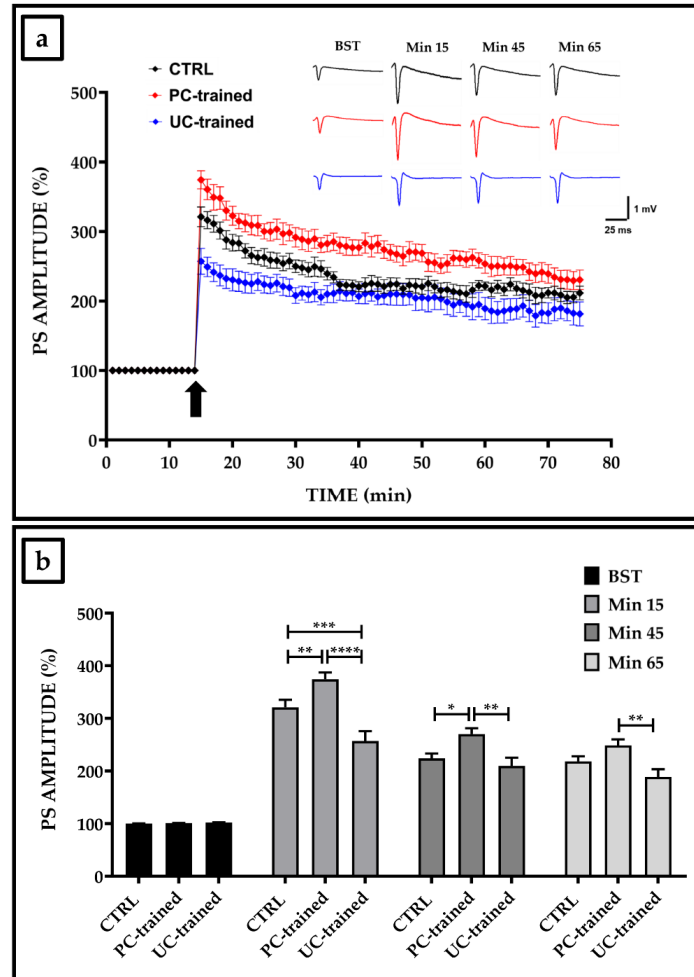 a
CTRL
PC-trained
UC-trained
BST Min 15 Min 45 Min 65
1 mV
25 ms
PS AMPLITUDE (%)
500
400
300
200
100
0
0 10 20 30 40 50 60 70 80
TIME (min)
b
BST
Min 15
Min 45
Min 65
PS AMPLITUDE (%)
500
400
300
200
100
0
***
** ****
* **
**
CTRL PC-trained UC-trained CTRL PC-trained UC-trained CTRL PC-trained UC-trained CTRL PC-trained UC-trained